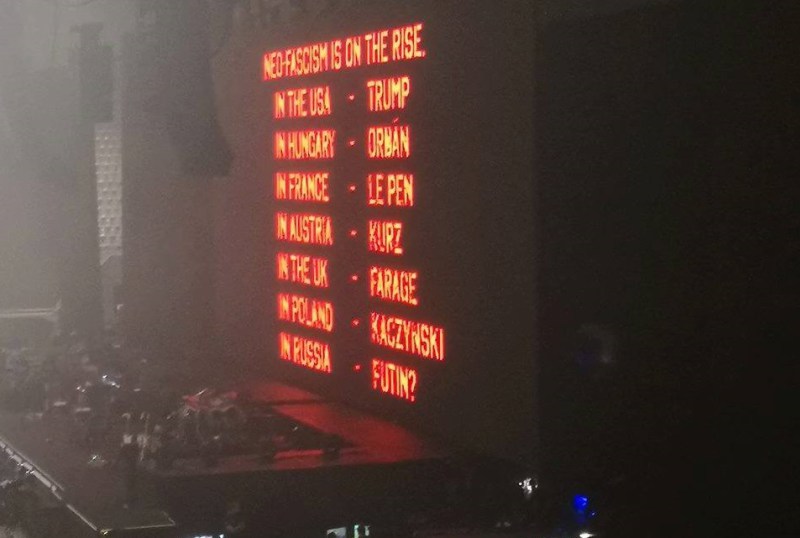 NEO-FASCISM IS ON THE RISE.
IN THE USA - TRUMP
IN HUNGARY - ORBÁN
IN FRANCE - LE PEN
IN AUSTRIA - KURZ
IN THE UK - FARAGE
IN POLAND - KACZYNSKI
IN RUSSIA - PUTIN?